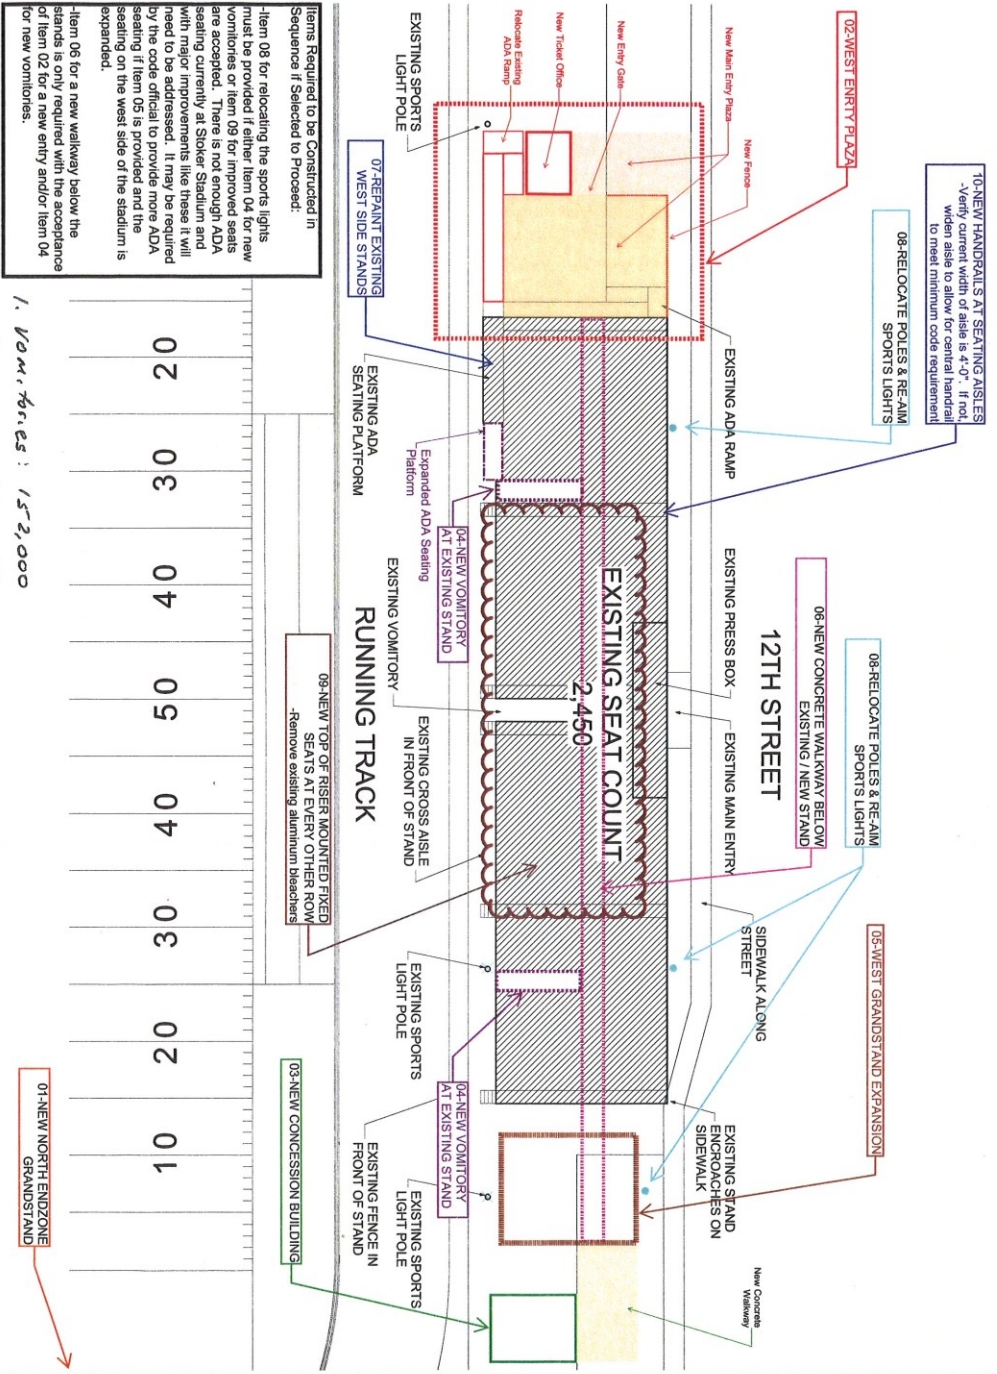 Items Required to be Constructed in
Sequence if Selected to Proceed:
-Item 08 for relocating the sports lights
must be provided if either Item 04 for new
vomitories or item 09 for improved seats
are accepted.  There is not enough ADA
seating currently at Stoker Stadium and
with major improvements like these it will
need to be addressed.  It may be required
by the code official to provide more ADA
seating if Item 05 is provided and the
seating on the west side of the stadium is
expanded.
-Item 06 for a new walkway below the
stands is only required with the acceptance
of Item 02 for a new entry and/or Item 04
for new vomitories.
02-WEST ENRTY PLAZA
10-NEW HANDRAILS AT SEATING AISLES
-Verify current width of aisle is 4'-0". If not,
widen aisle to allow for central handrail
to meet minimum code requirement
08-RELOCATE POLES & RE-AIM
SPORTS LIGHTS
New Main Entry Plaza
New Fence
New Entry Gate
New Ticket Office
Relocate Existing
ADA Ramp
EXISTING SPORTS
LIGHT POLE
EXISTING ADA RAMP
07-REPAINT EXISTING
WEST SIDE STANDS
EXISTING ADA
SEATING PLATFORM
Expanded ADA Seating
Platform
04-NEW VOMITORY
AT EXISTING STAND
06-NEW CONCRETE WALKWAY BELOW
EXISTING / NEW STAND
08-RELOCATE POLES & RE-AIM
SPORTS LIGHTS
12TH STREET
EXISTING PRESS BOX
EXISTING MAIN ENTRY
SIDEWALK ALONG
STREET
EXISTING SEAT COUNT
2,450
EXISTING VOMITORY
EXISTING CROSS AISLE
IN FRONT OF STAND
RUNNING TRACK
09-NEW TOP OF RISER MOUNTED FIXED
SEATS AT EVERY OTHER ROW
-Remove existing aluminum bleachers
05-WEST GRANDSTAND EXPANSION
EXISTING STAND
ENCROACHES ON
SIDEWALK
EXISTING SPORTS
LIGHT POLE
04-NEW VOMITORY
AT EXISTING STAND
EXISTING FENCE IN
FRONT OF STAND
EXISTING SPORTS
LIGHT POLE
New Concrete
Walkway
03-NEW CONCESSION BUILDING
01-NEW NORTH ENDZONE
GRANDSTAND
20 30 40 50 40 30 20 10
1. Vomitories: 152,000